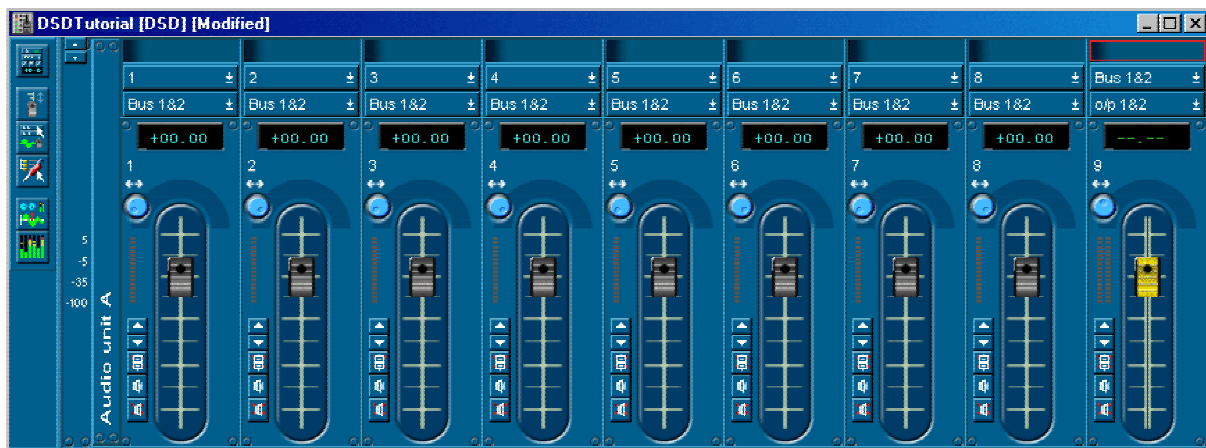 DSDTutorial [DSD] [Modified]
1 2 3 4 5 6 7 8 Bus 1&2
Bus 1&2 Bus 1&2 Bus 1&2 Bus 1&2 Bus 1&2 Bus 1&2 Bus 1&2 Bus 1&2 o/p 1&2
+00.00 +00.00 +00.00 +00.00 +00.00 +00.00 +00.00 +00.00 --.--
1 2 3 4 5 6 7 8 9
5
-5
-35
-100
Audio unit A